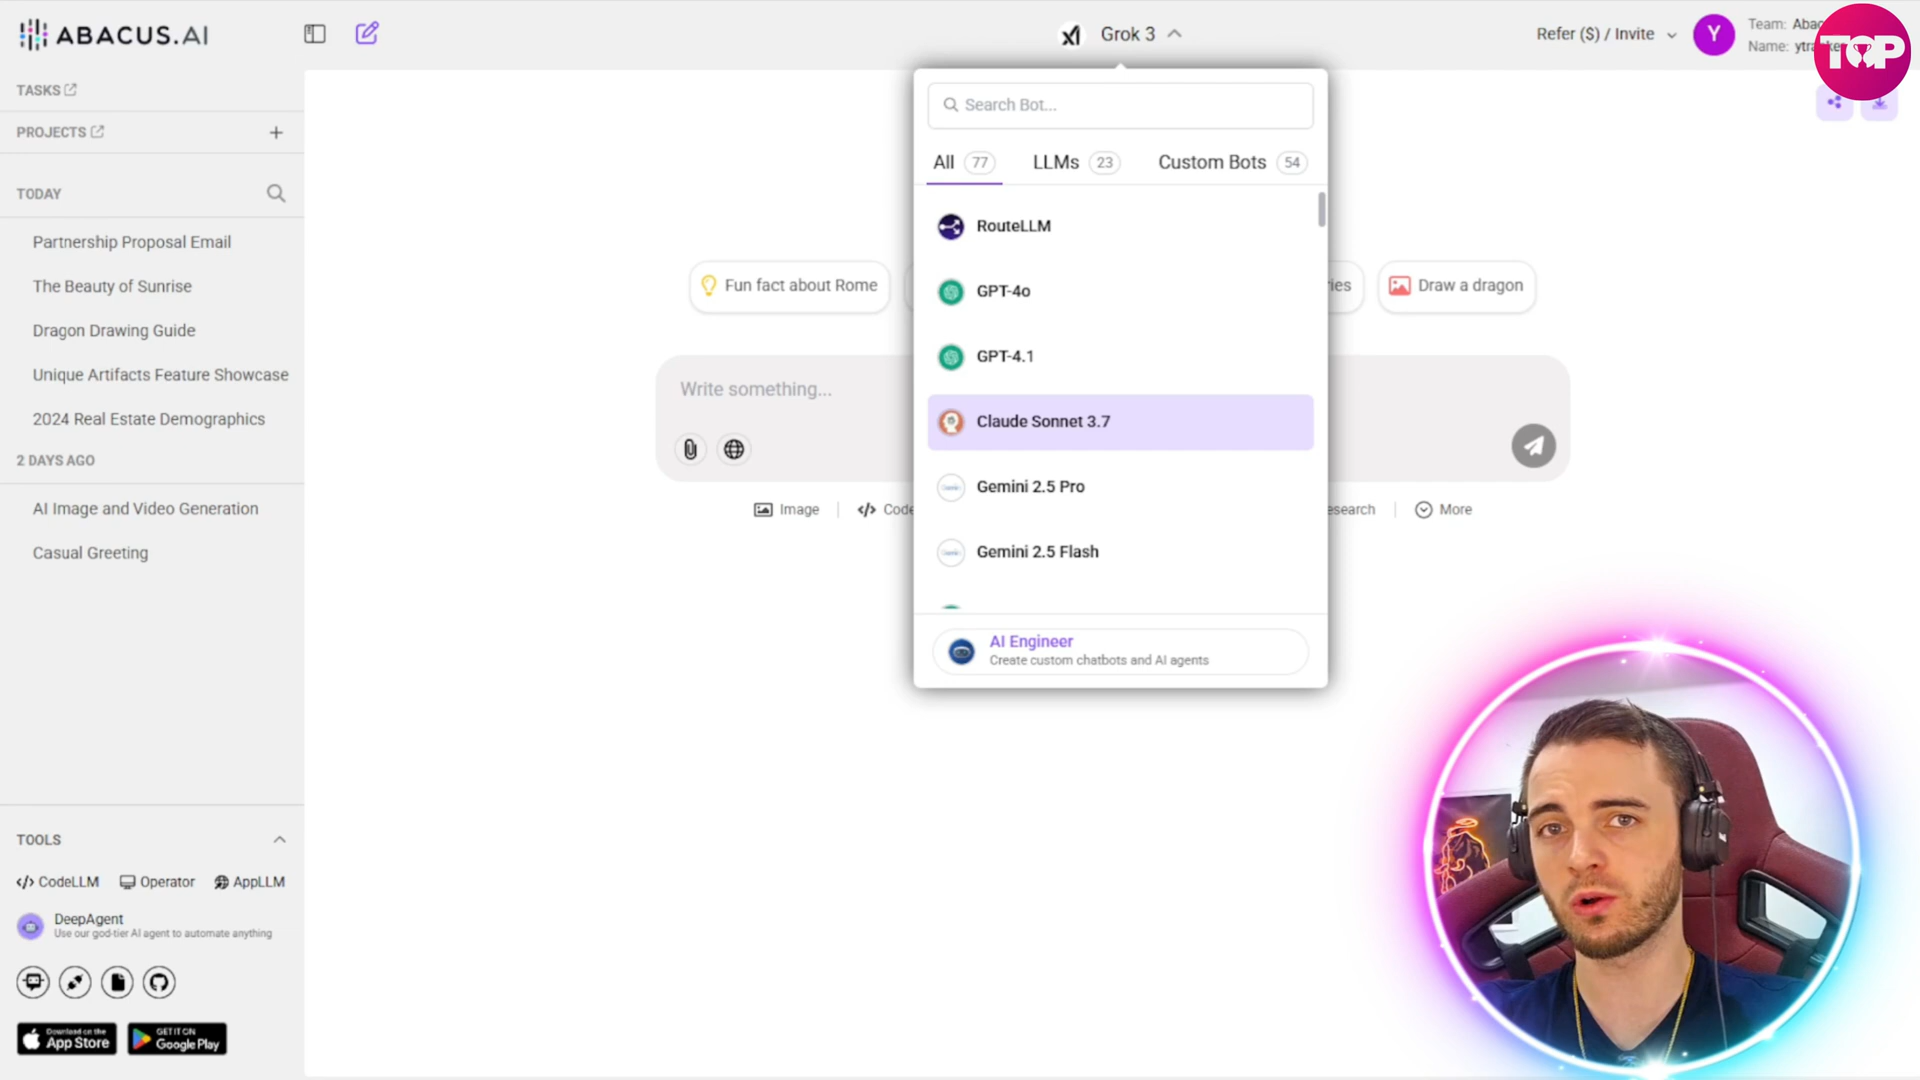 ABACUS.AI
Grok 3
Refer ($) / Invite
Y
Team: Abac
Name:
TOP
TASKS
PROJECTS
TODAY
Partnership Proposal Email
The Beauty of Sunrise
Dragon Drawing Guide
Unique Artifacts Feature Showcase
2024 Real Estate Demographics
2 DAYS AGO
AI Image and Video Generation
Casual Greeting
Search Bot...
All 77
LLMs 23
Custom Bots 54
RouteLLM
GPT-4o
GPT-4.1
Claude Sonnet 3.7
Gemini 2.5 Pro
Gemini 2.5 Flash
AI Engineer
Create custom chatbots and AI agents
Fun fact about Rome
ies
Draw a dragon
Write something...
Image
Code
esearch
More
TOOLS
CodeLLM
Operator
AppLLM
DeepAgent
Use our god-tier AI agent to automate anything
Download on the
App Store
GET IT ON
Google Play